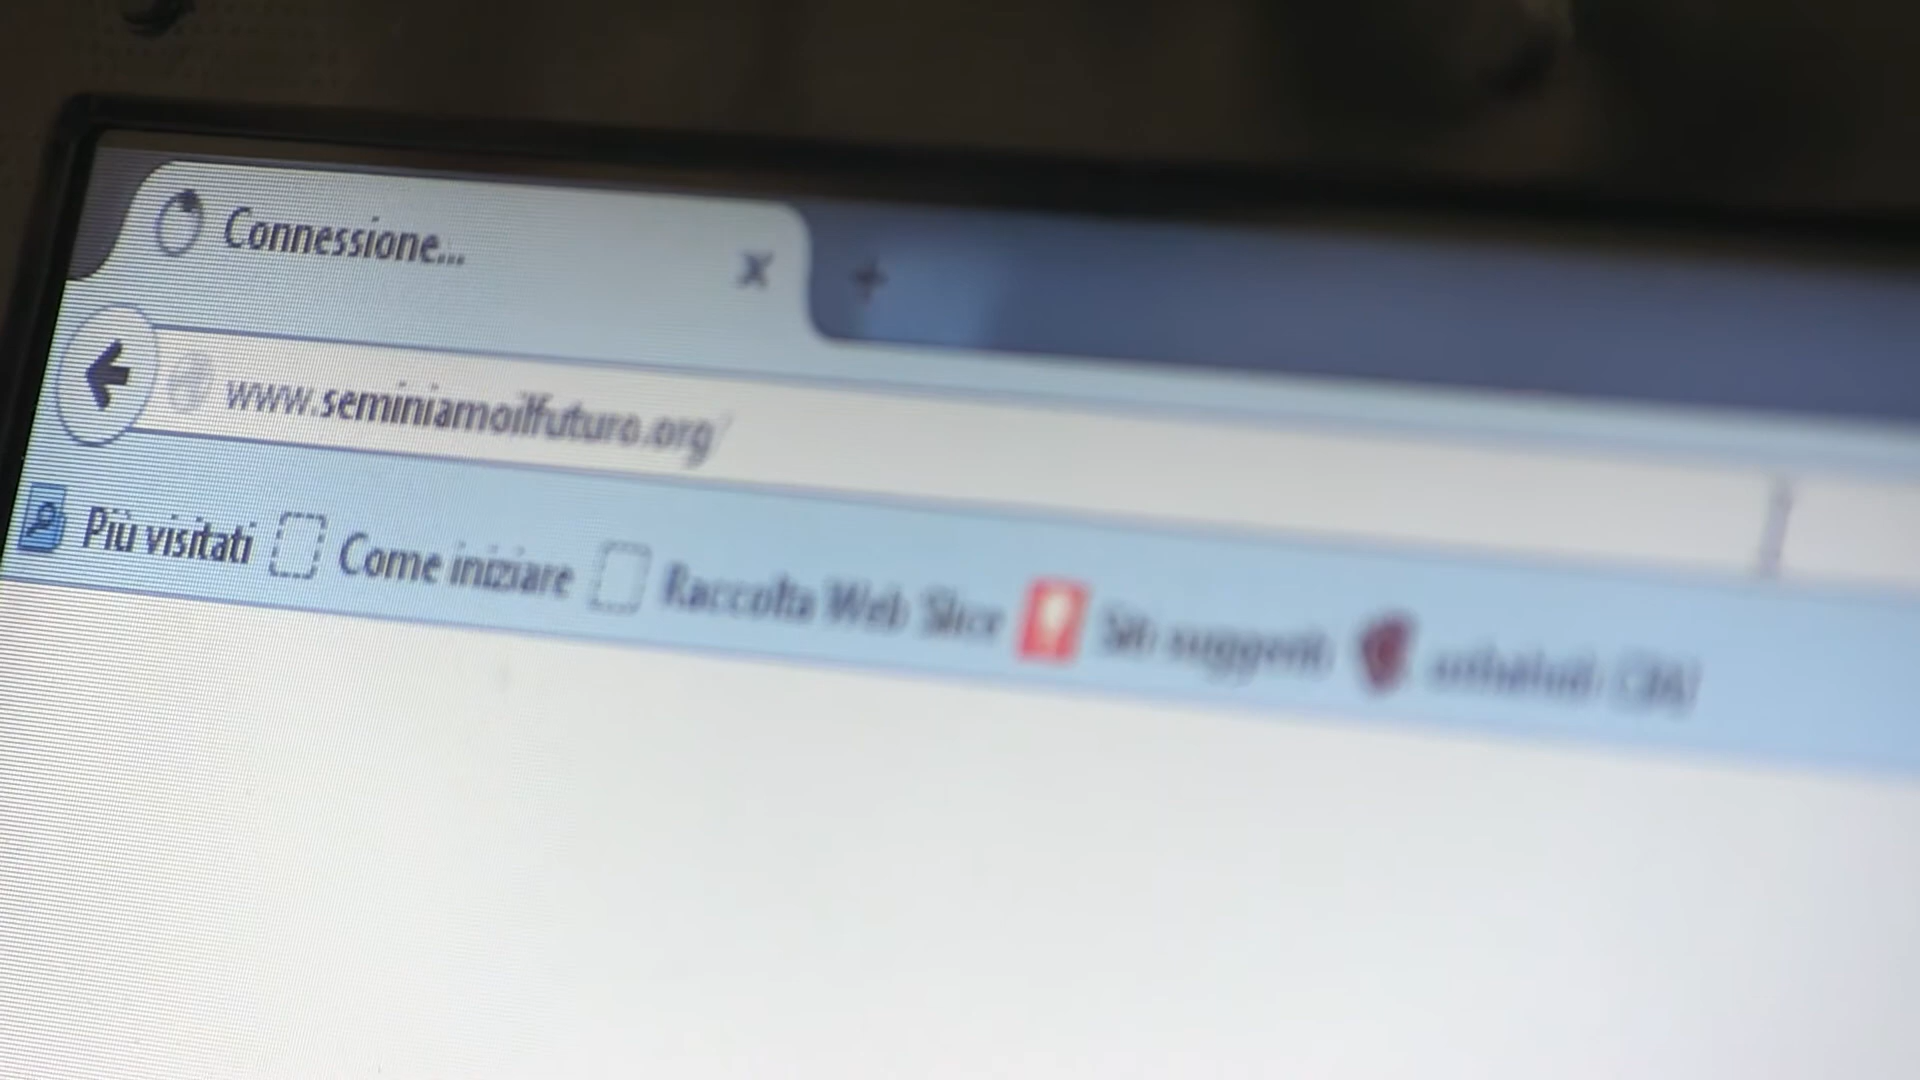 Connessione...
www.seminiamoilfuturo.org
Più visitati Come iniziare Raccolta Web Slice Siti suggeriti